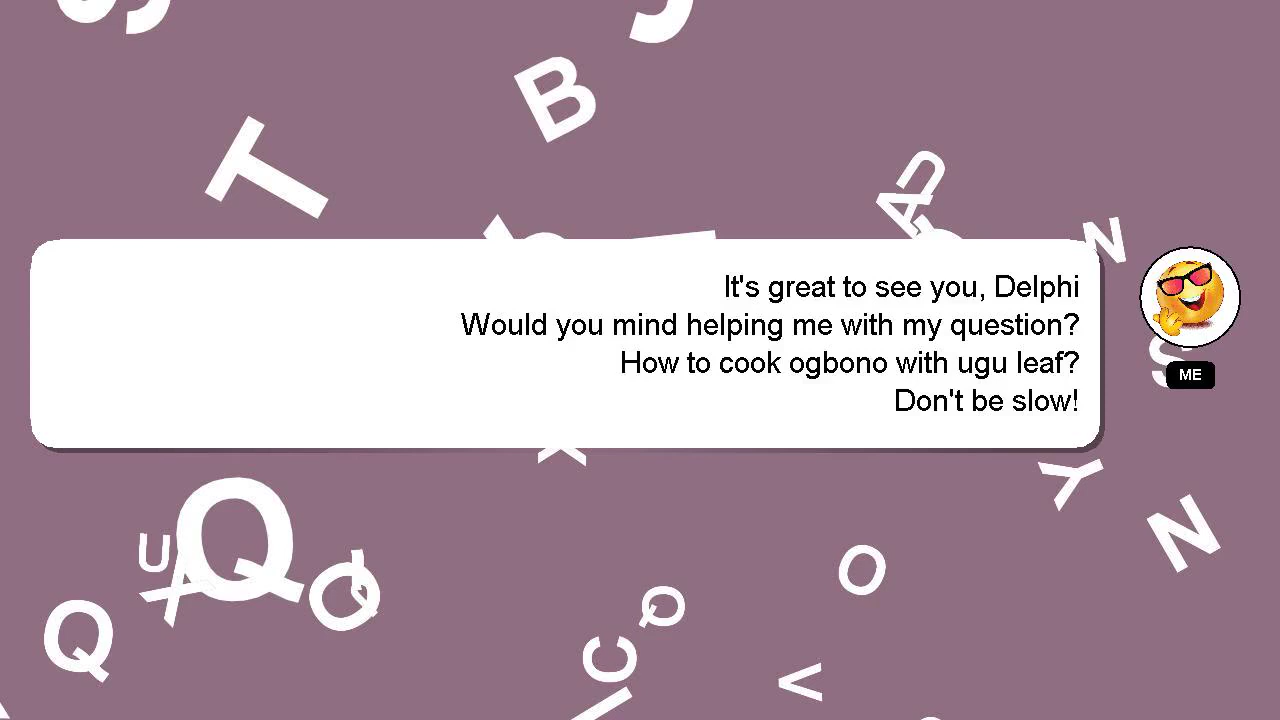 It's great to see you, Delphi
Would you mind helping me with my question?
How to cook ogbono with ugu leaf?
Don't be slow!
ME